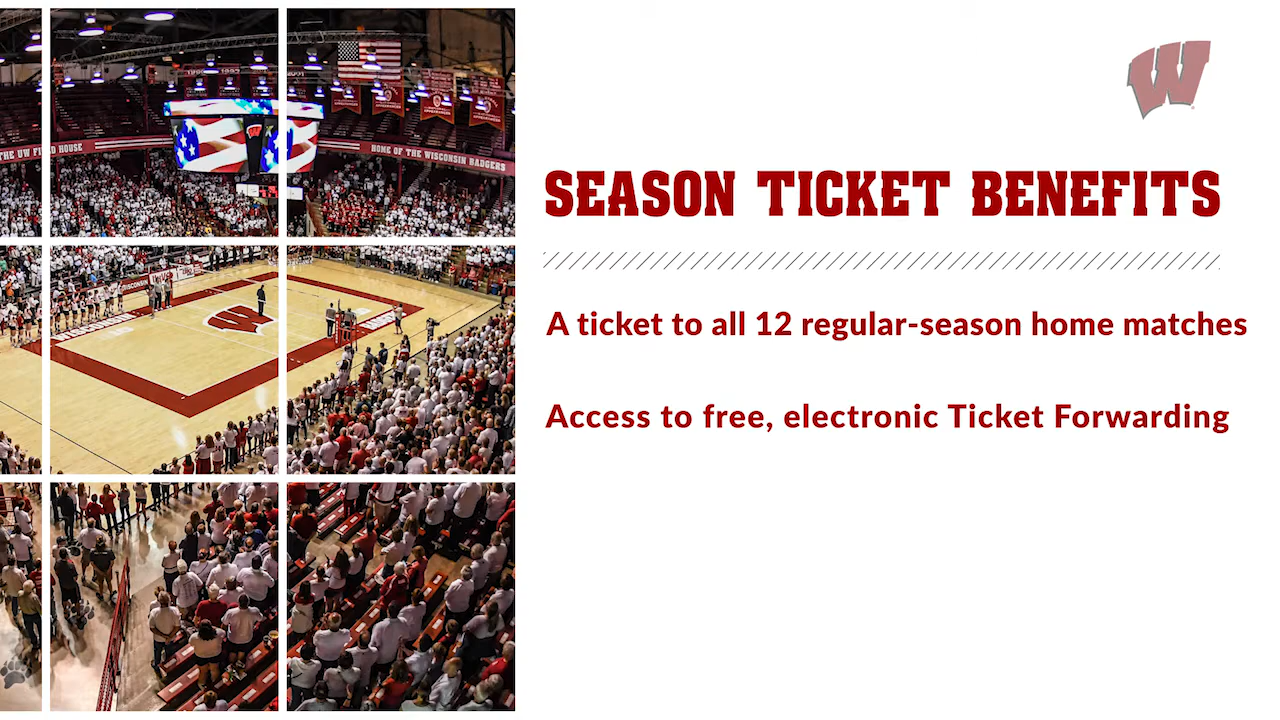 THE UW FIELD HOUSE
HOME OF THE WISCONSIN BADGERS
WISCONSIN
W
W
SEASON TICKET BENEFITS
A ticket to all 12 regular-season home matches
Access to free, electronic Ticket Forwarding